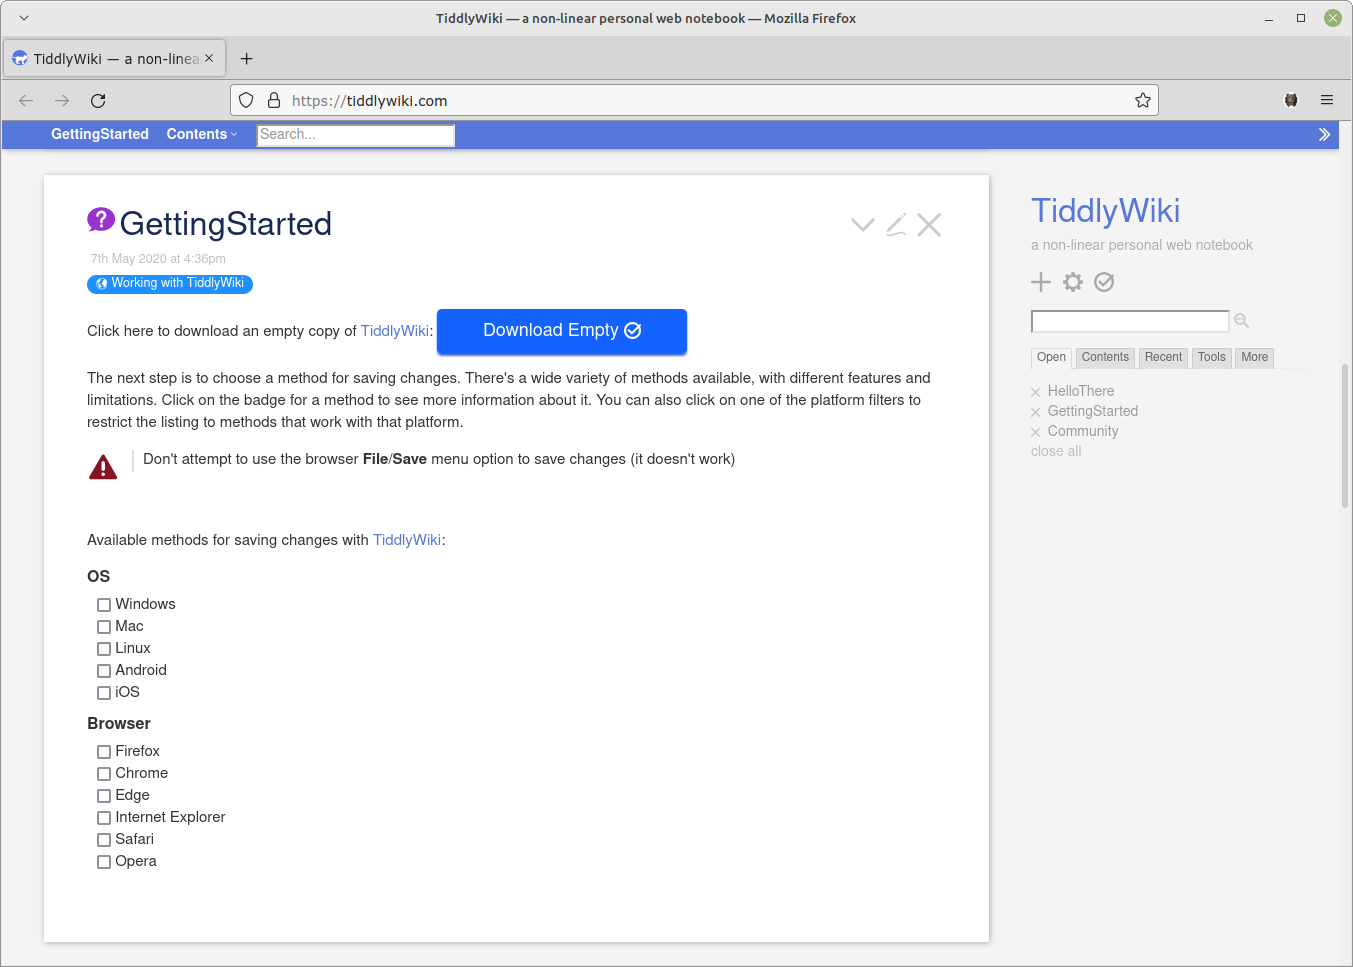 TiddlyWiki — a non-linear personal web notebook — Mozilla Firefox
TiddlyWiki — a non-linea
https://tiddlywiki.com
GettingStarted Contents Search...
GettingStarted
7th May 2020 at 4:36pm
Working with TiddlyWiki
Click here to download an empty copy of TiddlyWiki: Download Empty
The next step is to choose a method for saving changes. There's a wide variety of methods available, with different features and
limitations. Click on the badge for a method to see more information about it. You can also click on one of the platform filters to
restrict the listing to methods that work with that platform.
Don't attempt to use the browser File/Save menu option to save changes (it doesn't work)
Available methods for saving changes with TiddlyWiki:
OS
Windows
Mac
Linux
Android
iOS
Browser
Firefox
Chrome
Edge
Internet Explorer
Safari
Opera
TiddlyWiki
a non-linear personal web notebook
Open Contents Recent Tools More
HelloThere
GettingStarted
Community
close all